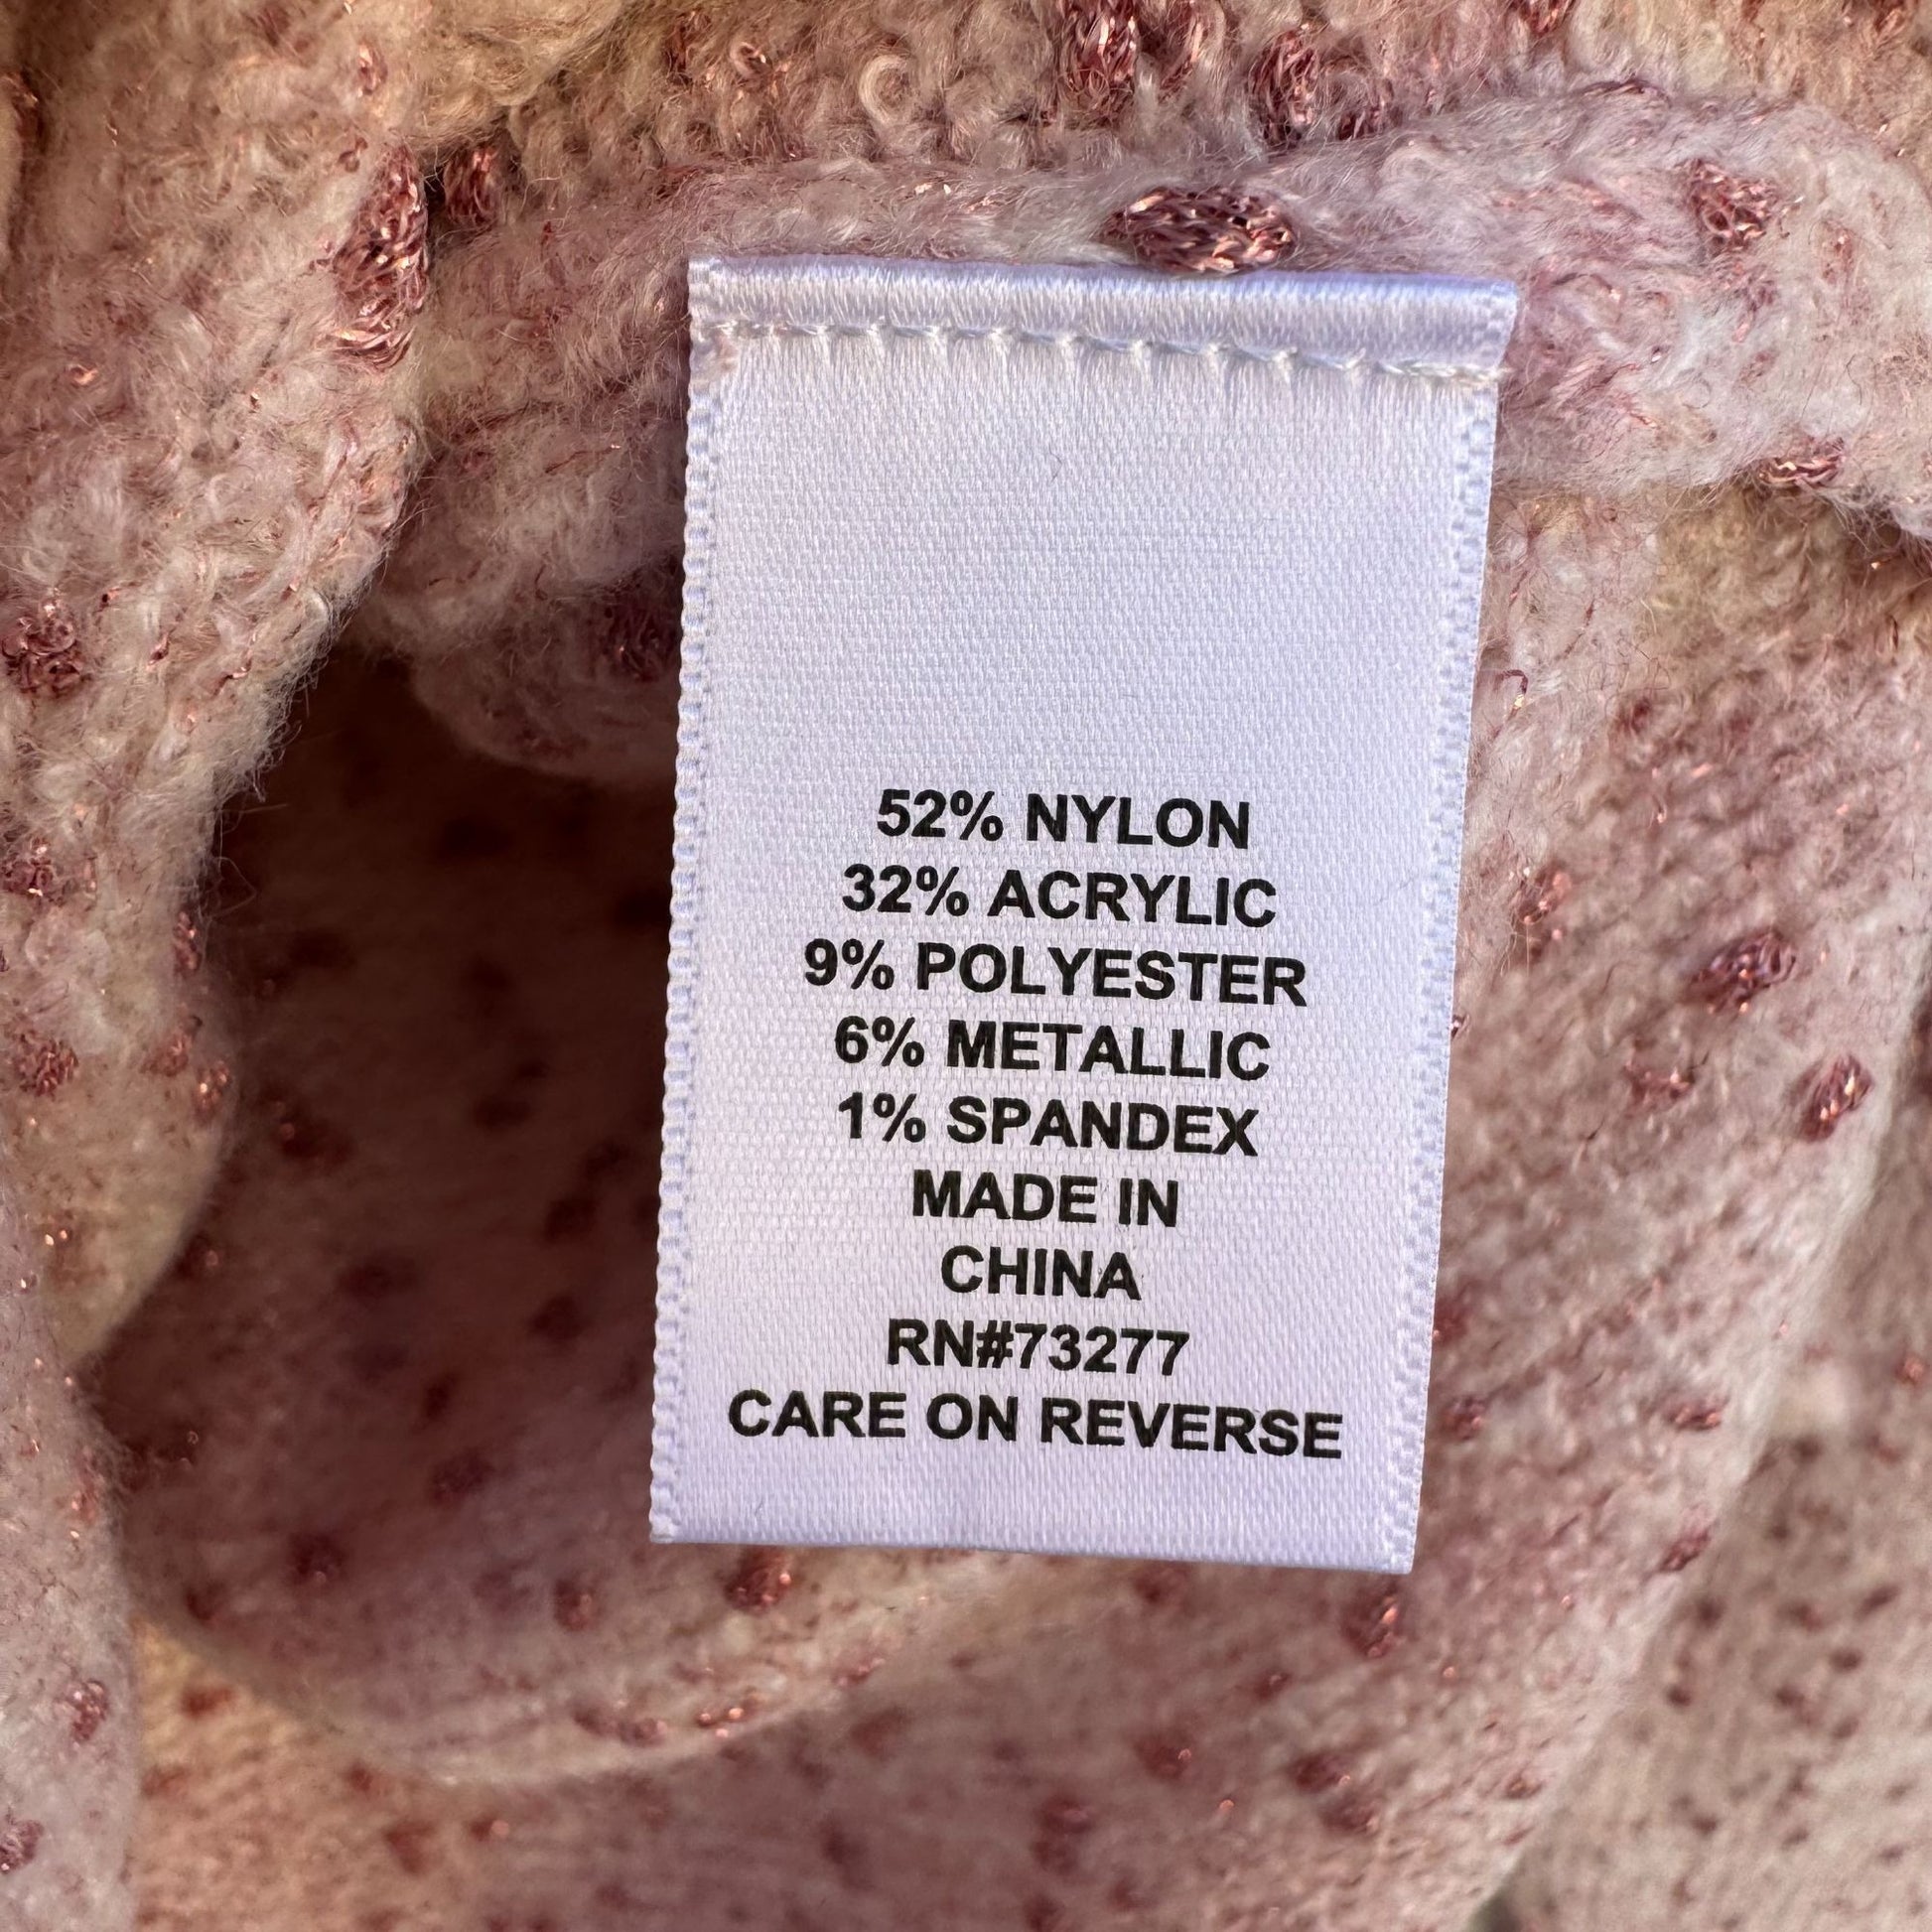 52% NYLON
32% ACRYLIC
9% POLYESTER
6% METALLIC
1% SPANDEX
MADE IN
CHINA
RN#73277
CARE ON REVERSE